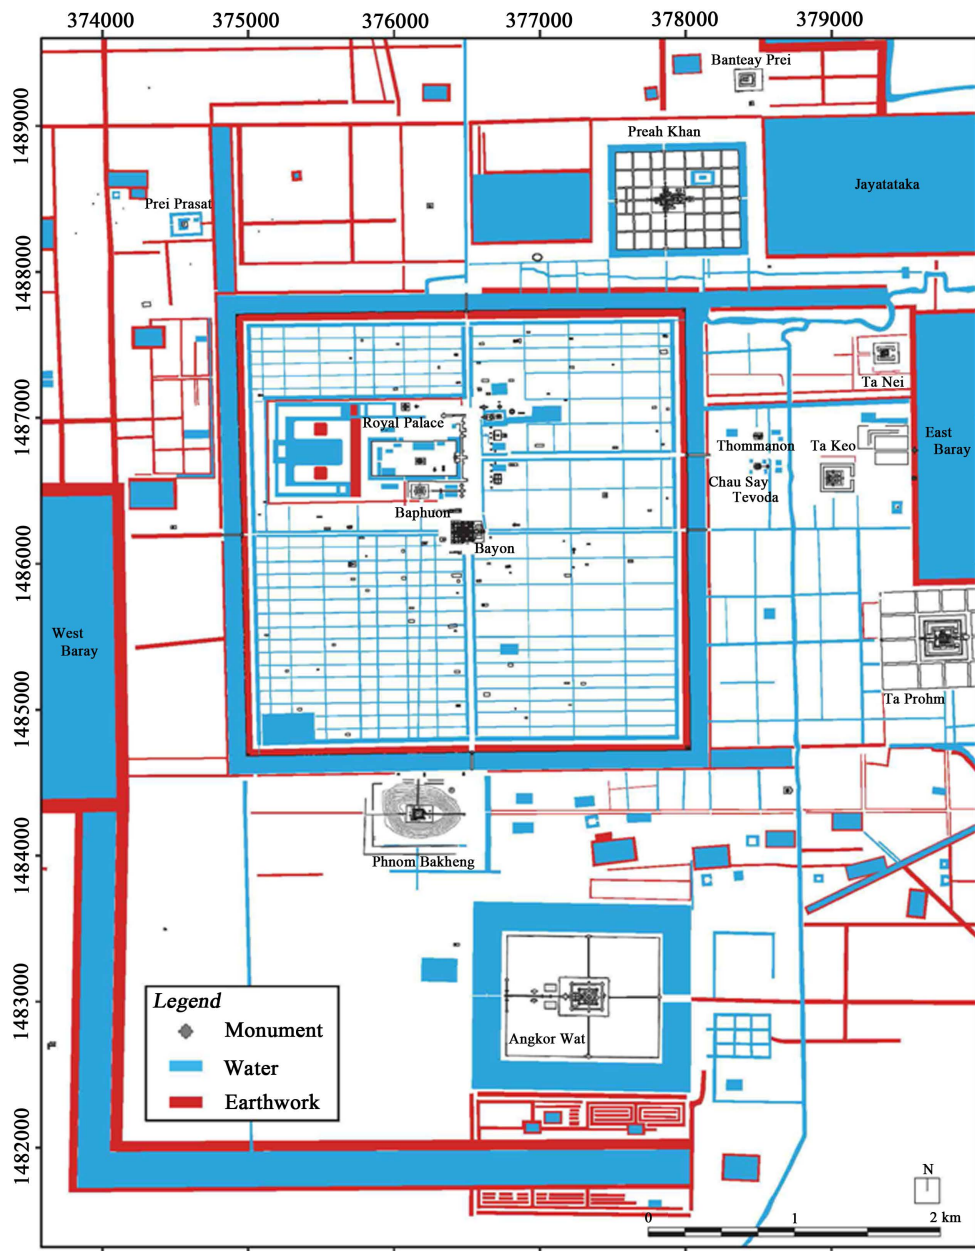 374000 375000 376000 377000 378000 379000
Banteay Prei
1489000
Preah Khan
Jayatataka
Prei Prasat
1488000
Ta Nei
1487000
Royal Palace
East
Baray
Thommanon
Ta Keo
Chau Say
Tevoda
Baphuon
1486000
Bayon
West
Baray
Ta Prohm
1485000
1484000
Phnom Bakheng
1483000
Legend
Monument
Water
Earthwork
Angkor Wat
1482000
N
0 1 2 km